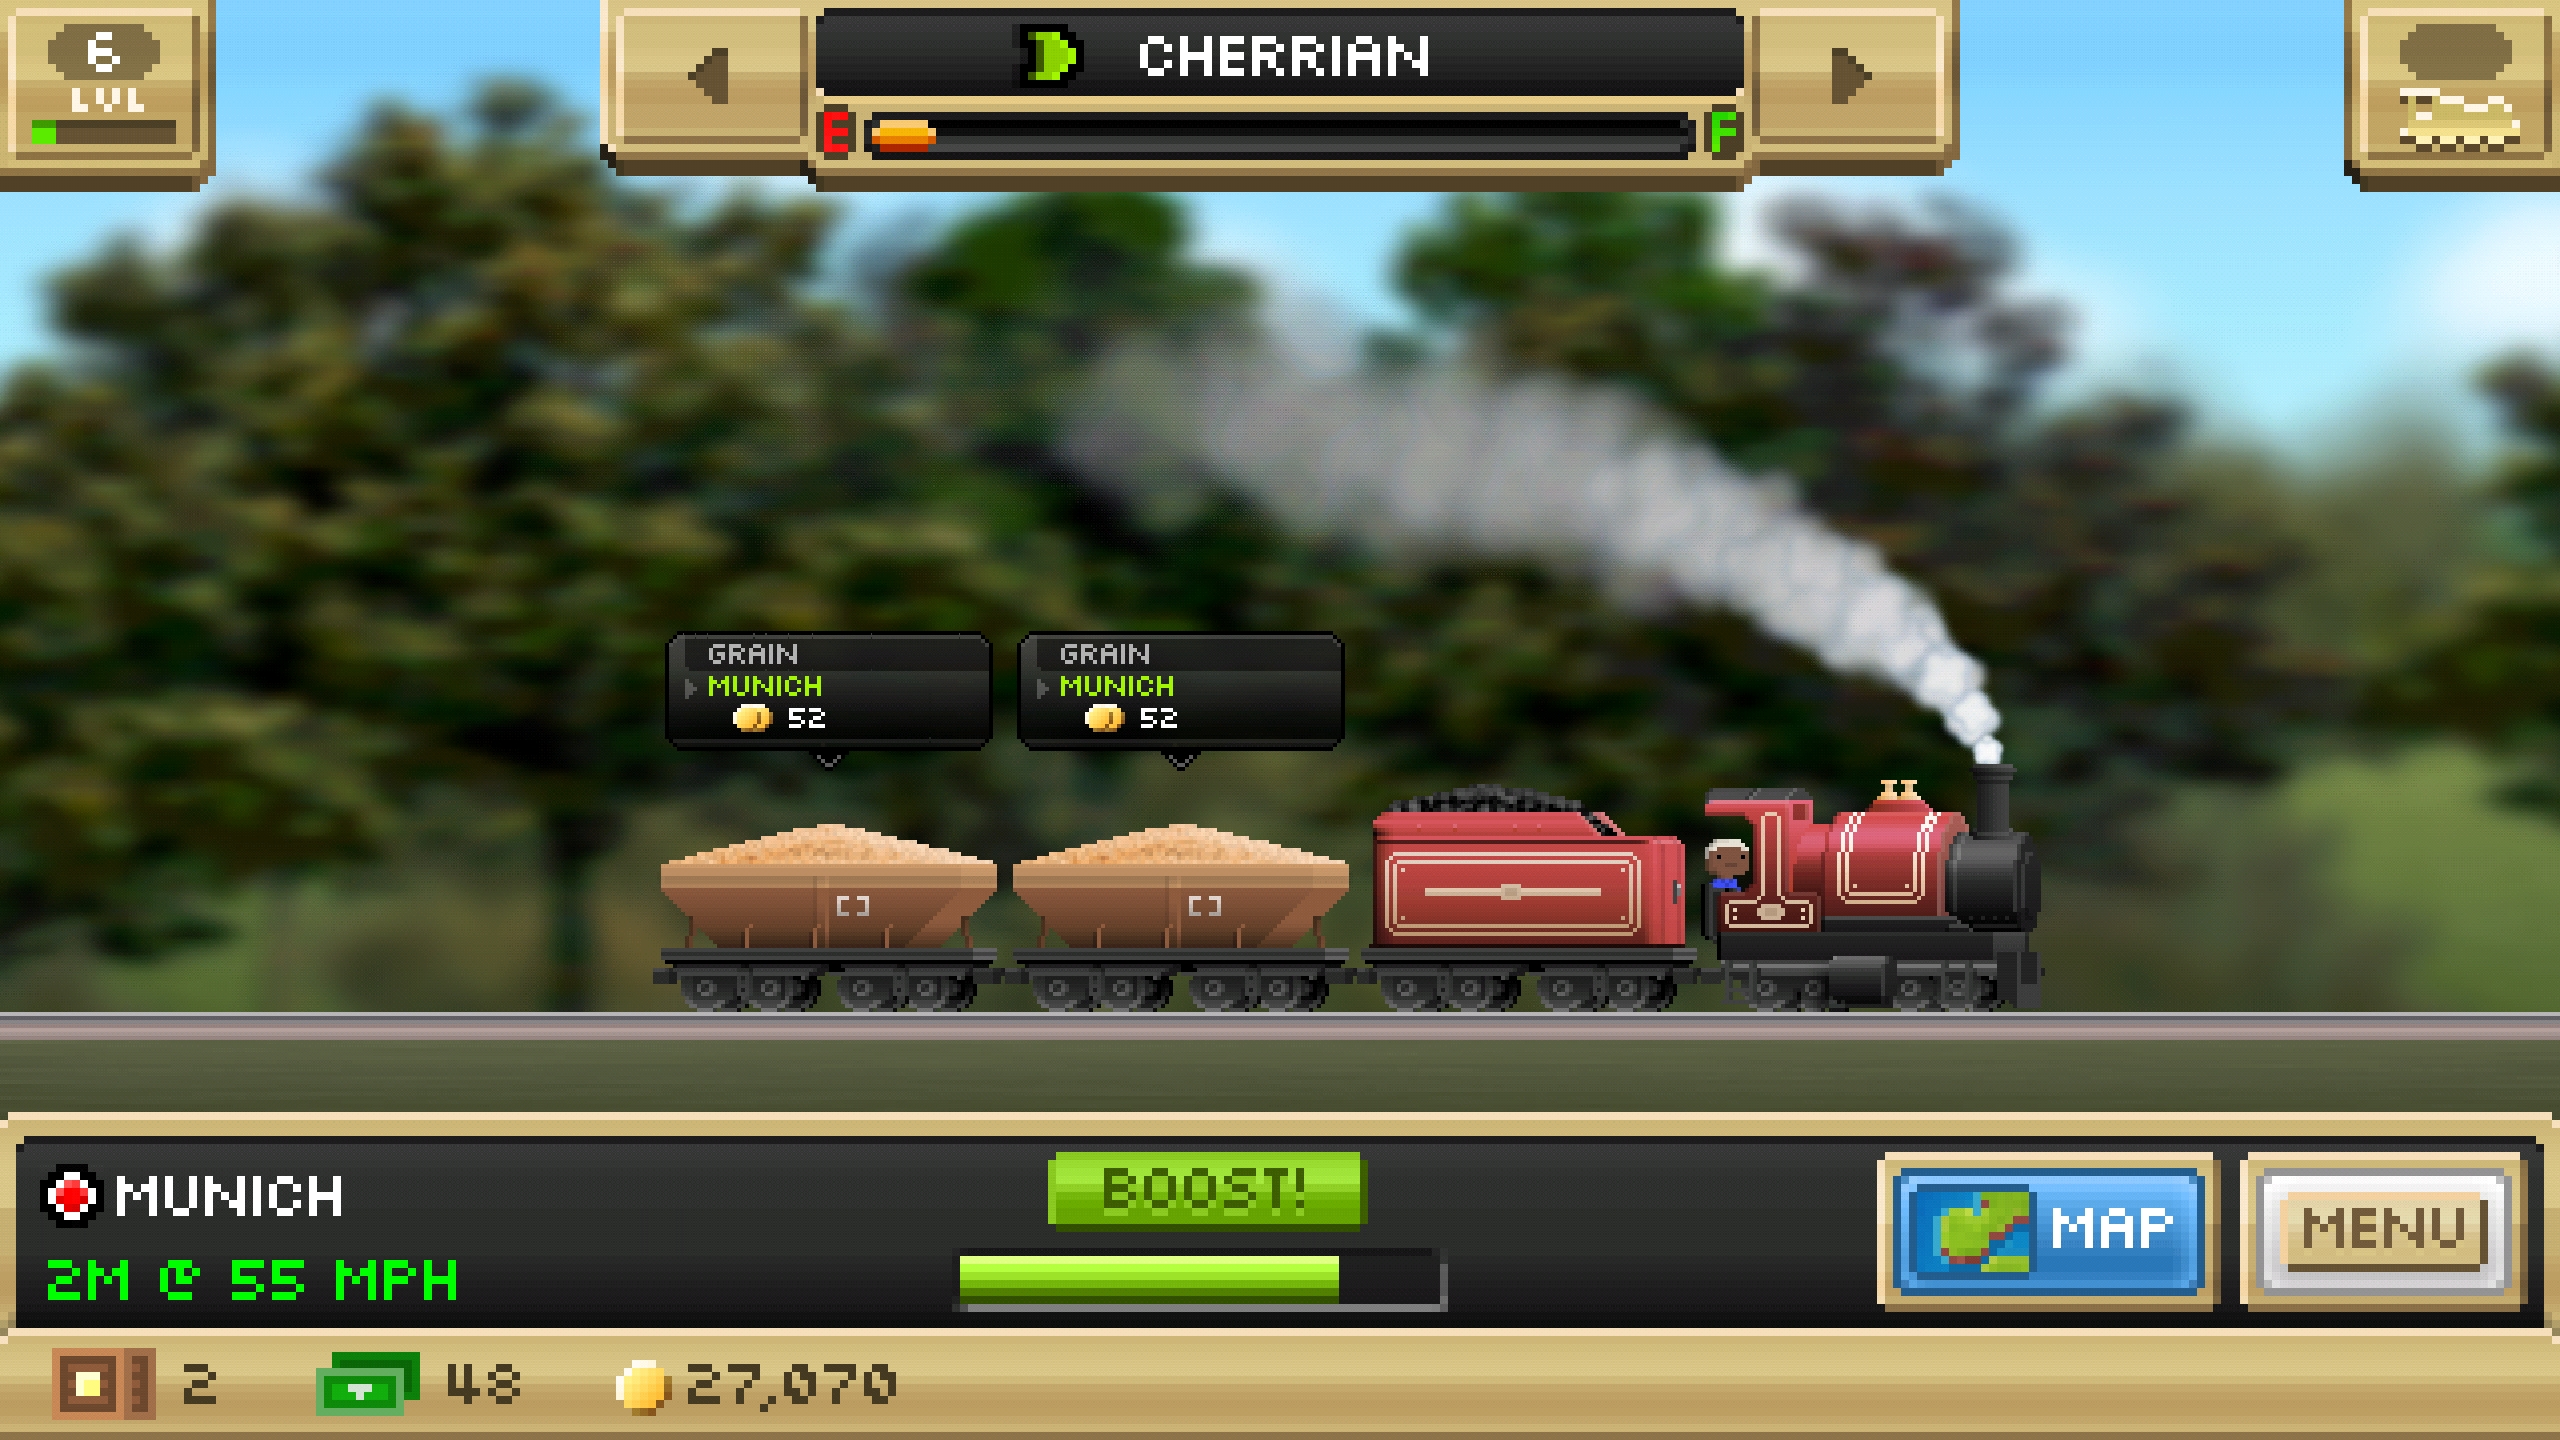 6
LVL
CHERRIAN
E F
GRAIN
MUNICH
52
GRAIN
MUNICH
52
MUNICH
2M @ 55 MPH
BOOST!
MAP
MENU
2
48
27,070